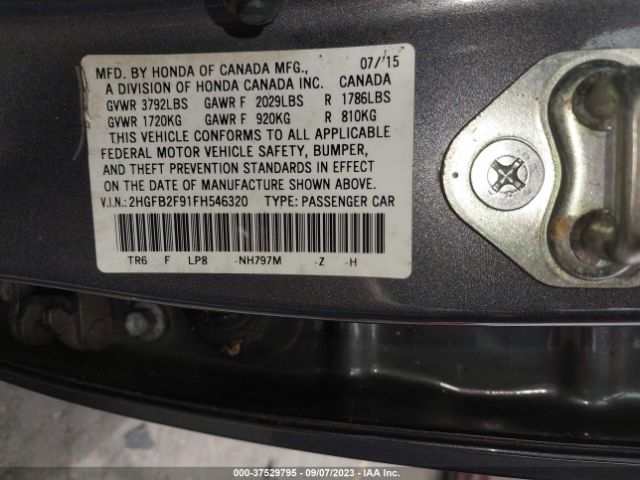 MFD. BY HONDA OF CANADA MFG., 07/15
A DIVISION OF HONDA CANADA INC. CANADA
GVWR 3792LBS GAWR F 2029LBS R 1786LBS
GVWR 1720KG GAWR F 920KG R 810KG
THIS VEHICLE CONFORMS TO ALL APPLICABLE
FEDERAL MOTOR VEHICLE SAFETY, BUMPER,
AND THEFT PREVENTION STANDARDS IN EFFECT
ON THE DATE OF MANUFACTURE SHOWN ABOVE.
V.I.N.: 2HGFB2F91FH546320 TYPE: PASSENGER CAR
TR6 F LP8 -NH797M -Z -H
000-37529795 - 09/07/2023 - IAA Inc.